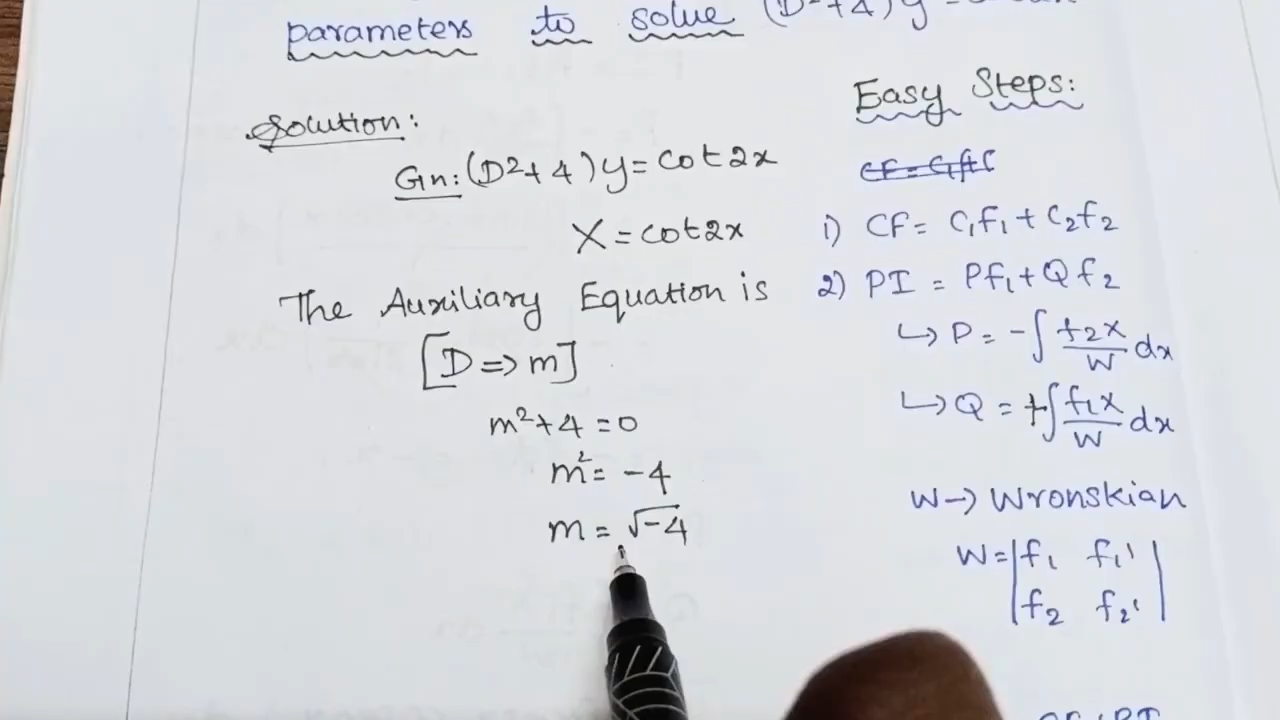 parameters to solve (D²+4)y =
Solution:
Gn: (D²+4)y = cot2x
X = cot2x
The Auxiliary Equation is
[D => m]
m²+4 = 0
m² = -4
m = √-4
Easy Steps:
1) CF = C₁f₁ + C₂f₂
2) PI = Pf₁ + Qf₂
↳ P = -∫ f₂X/W dx
↳ Q = +∫ f₁X/W dx
W -> Wronskian
W = |f₁ f₁'|
|f₂ f₂'|